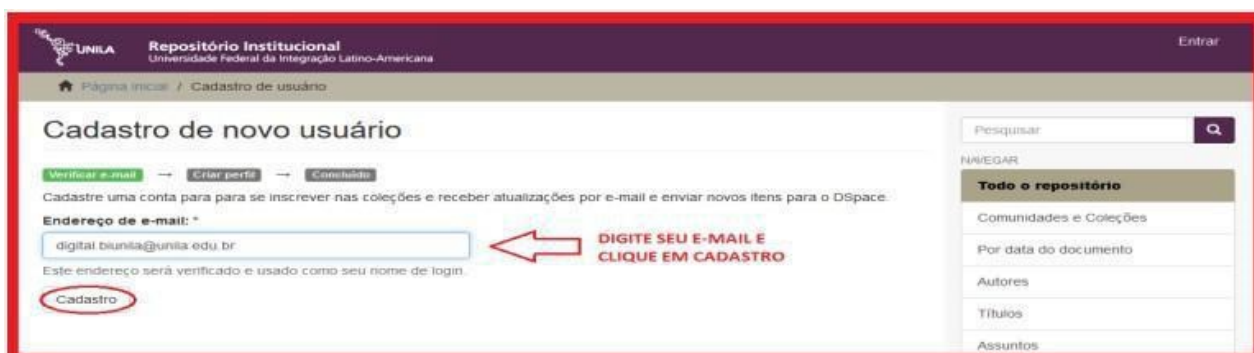 UNILA
Repositório Institucional
Universidade Federal da Integração Latino-Americana
Entrar
Página inicial / Cadastro de usuário
Cadastro de novo usuário
Verificar e-mail → Criar perfil → Concluído
Cadastre uma conta para para se inscrever nas coleções e receber atualizações por e-mail e enviar novos itens para o DSpace.
Endereço de e-mail: *
digital.biunila@unila.edu.br
DIGITE SEU E-MAIL E
CLIQUE EM CADASTRO
Este endereço será verificado e usado como seu nome de login.
Cadastro
Pesquisar
NAVEGAR
Todo o repositório
Comunidades e Coleções
Por data do documento
Autores
Títulos
Assuntos